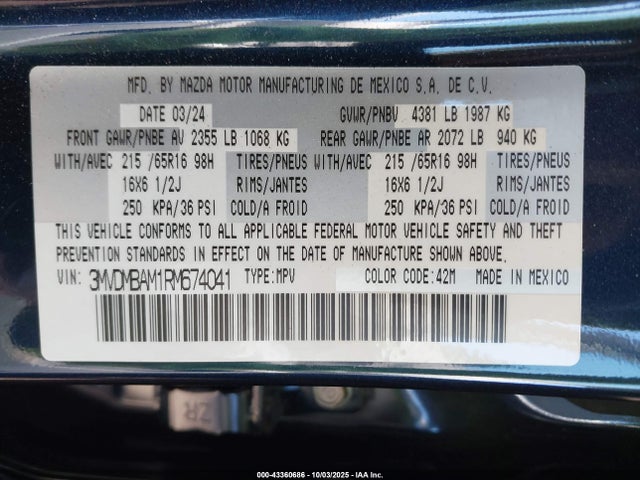 MFD. BY MAZDA MOTOR MANUFACTURING DE MEXICO S.A. DE C.V.
DATE 03/24 GVWR/PNBV 4381 LB 1987 KG
FRONT GAWR/PNBE AV 2355 LB 1068 KG REAR GAWR/PNBE AR 2072 LB 940 KG
WITH/AVEC 215 /65R16 98H TIRES/PNEUS WITH/AVEC 215 /65R16 98H TIRES/PNEUS
16X6 1/2J RIMS/JANTES 16X6 1/2J RIMS/JANTES
250 KPA/36 PSI COLD/A FROID 250 KPA/36 PSI COLD/A FROID
THIS VEHICLE CONFORMS TO ALL APPLICABLE FEDERAL MOTOR VEHICLE SAFETY AND THEFT
PREVENTION STANDARDS IN EFFECT ON THE DATE OF MANUFACTURE SHOWN ABOVE.
VIN: 3MVDMBAM1RM674041 TYPE: MPV COLOR CODE: 42M MADE IN MEXICO
ZR
000-43360686 - 10/03/2025 - IAA Inc.